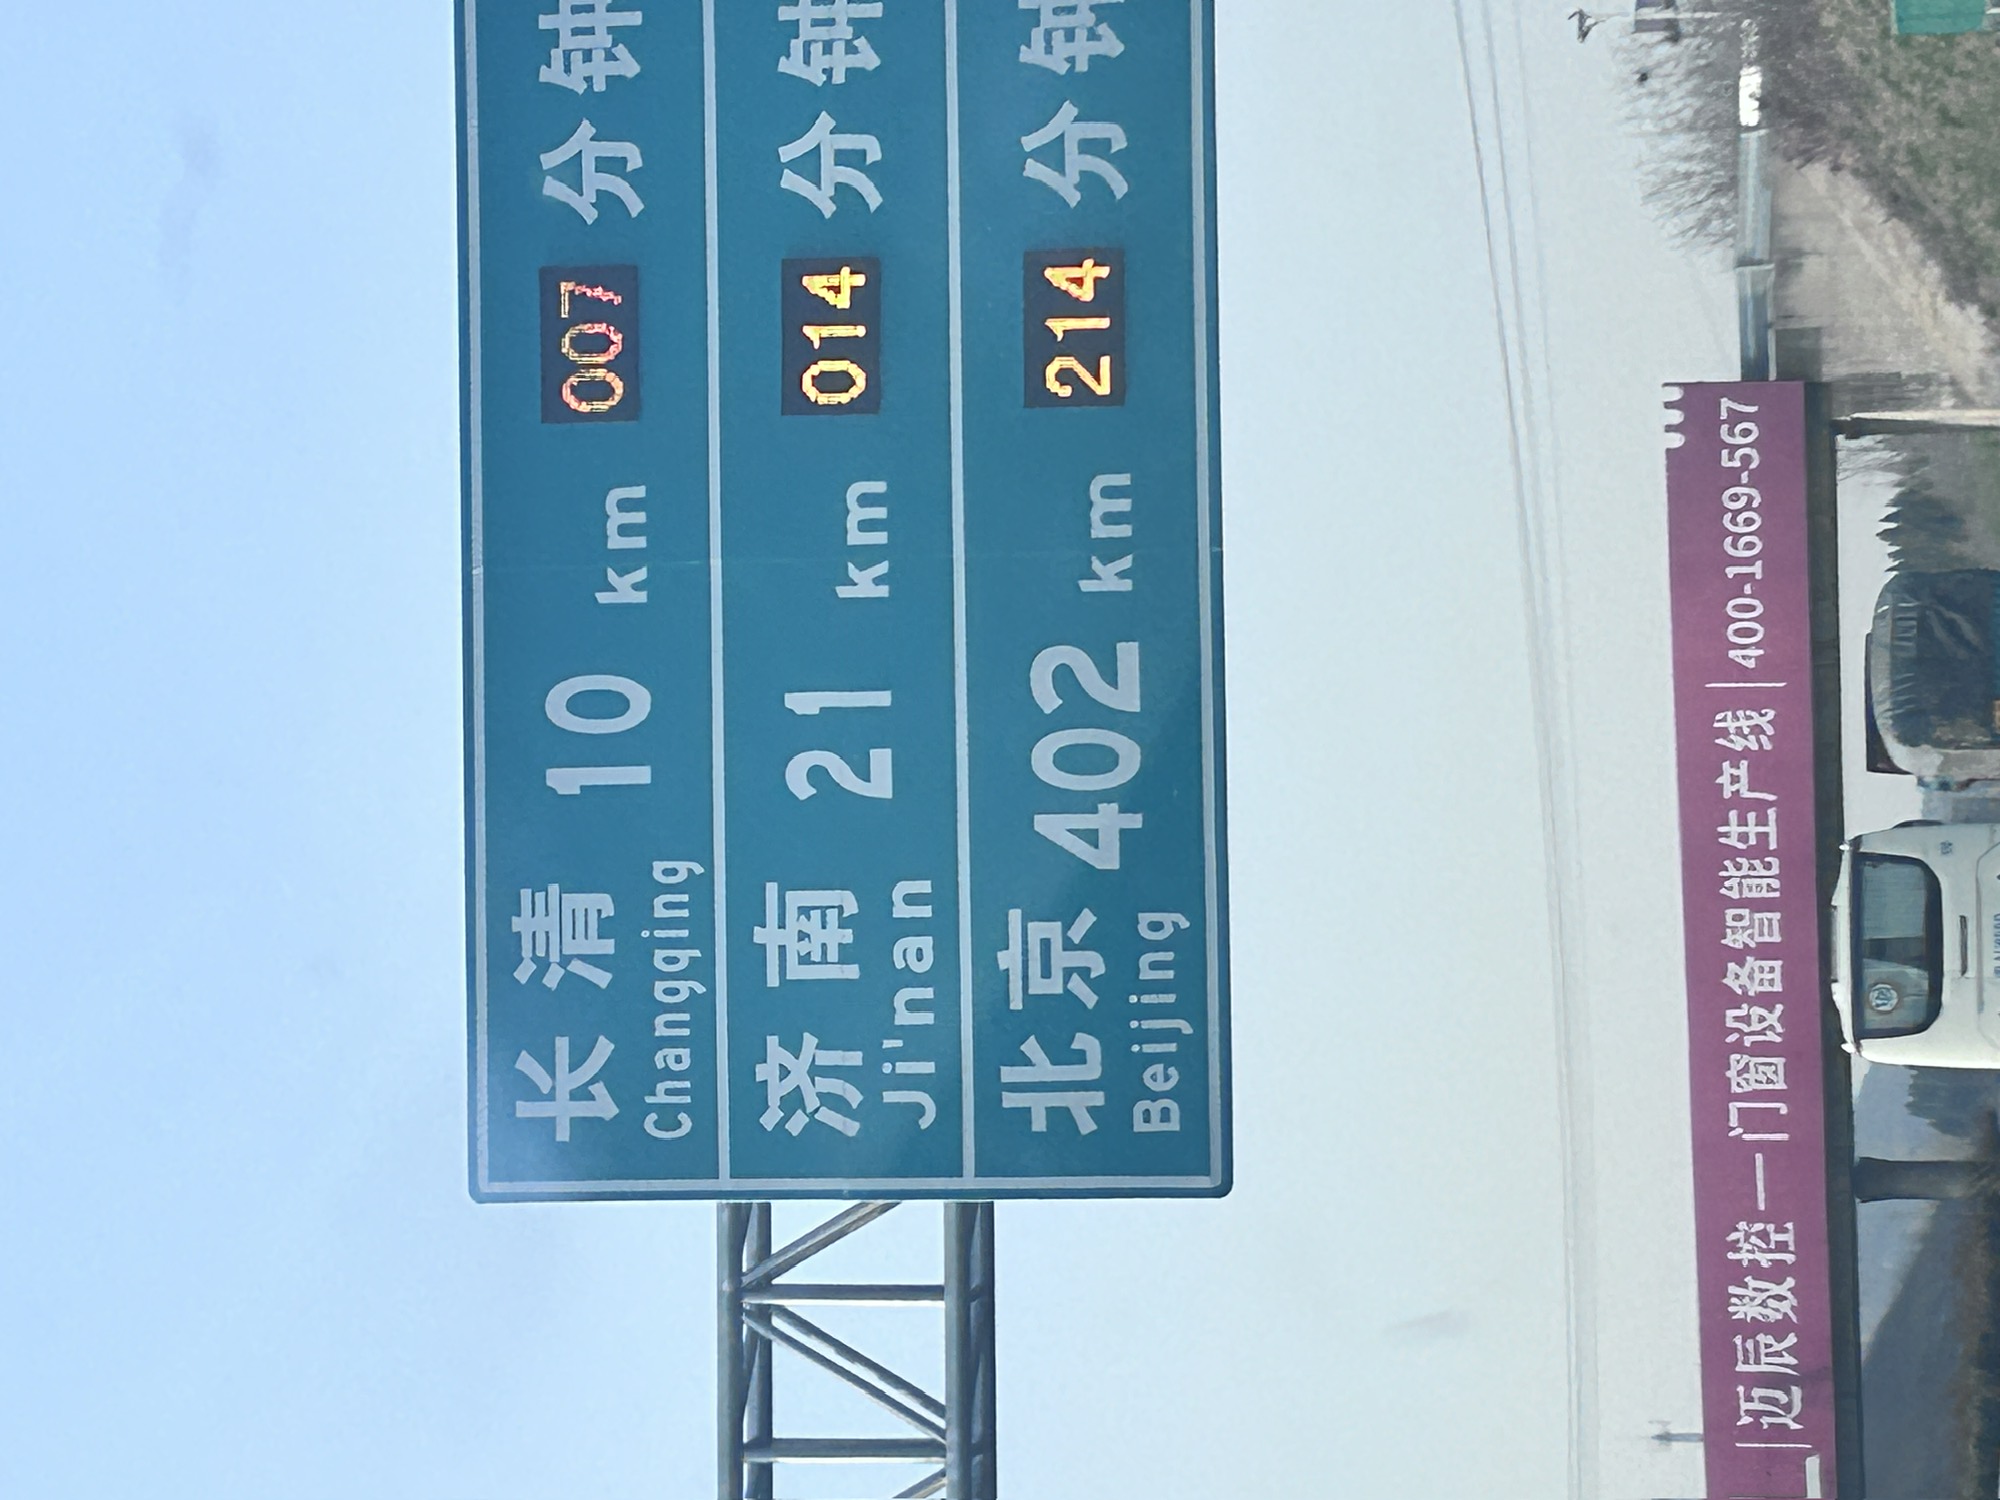 长清 10 km 007 分钟
Changqing
济南 21 km 014 分钟
Ji'nan
北京 402 km 214 分钟
Beijing
迈辰数控—门窗设备智能生产线 400-1669-567